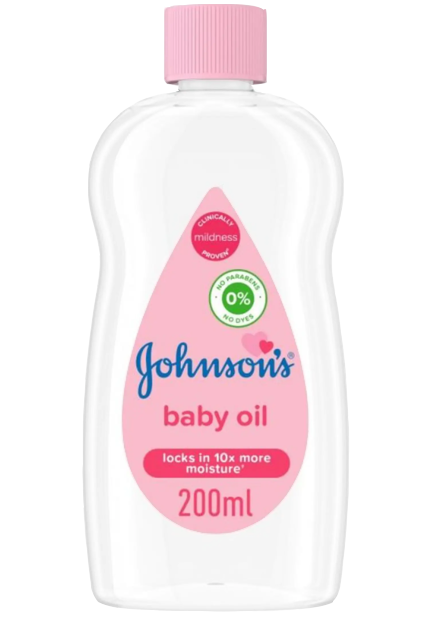 CLINICALLY
mildness
PROVEN†
NO PARABENS
0%
NO DYES
Johnson's®
baby oil
locks in 10x more
moisture*
200ml